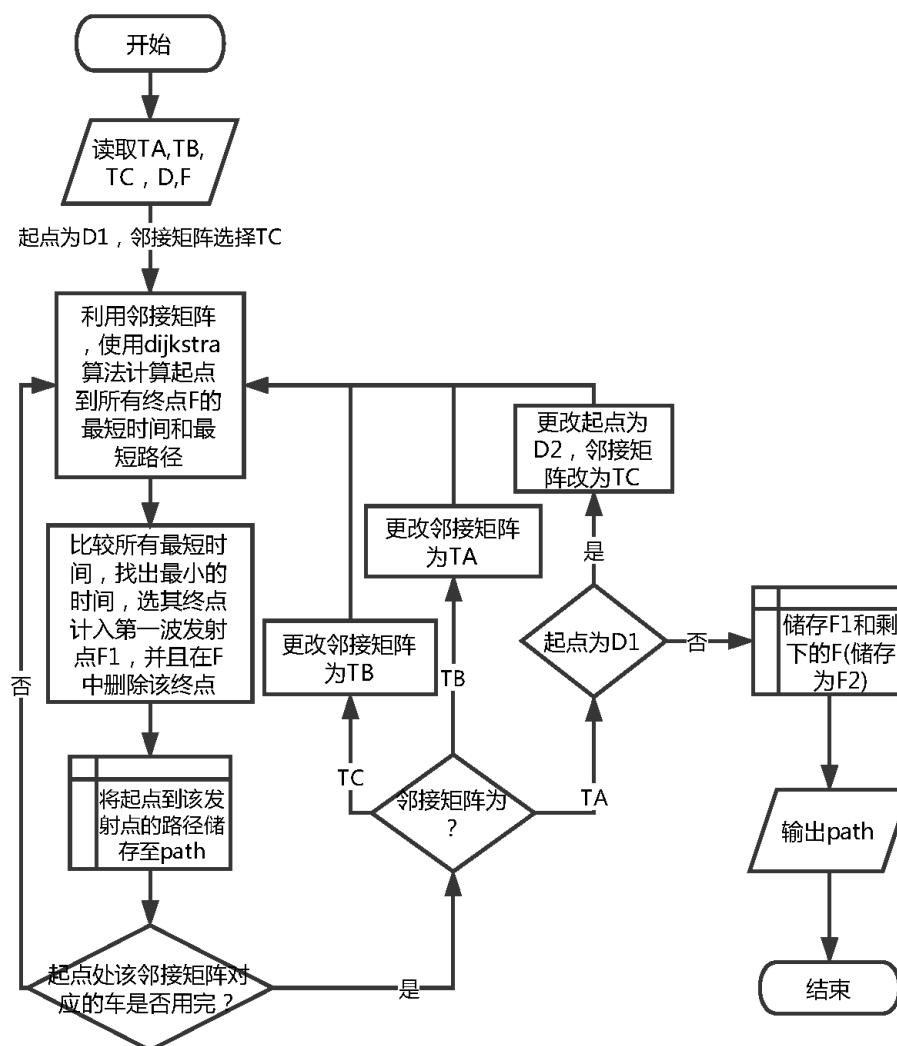 开始
读取TA,TB,
TC，D,F
起点为D1，邻接矩阵选择TC
利用邻接矩阵
，使用dijkstra
算法计算起点
到所有终点F的
最短时间和最
短路径
比较所有最短时
间，找出最小的
时间，选其终点
计入第一波发射
点F1，并且在F
中删除该终点
将起点到该发
射点的路径储
存至path
起点处该邻接矩阵对
应的车是否用完？
否
是
邻接矩阵为
？
TC
TB
TA
更改邻接矩阵
为TB
更改邻接矩阵
为TA
起点为D1
是
更改起点为
D2，邻接矩
阵改为TC
否
储存F1和剩
下的F(储存
为F2)
输出path
结束